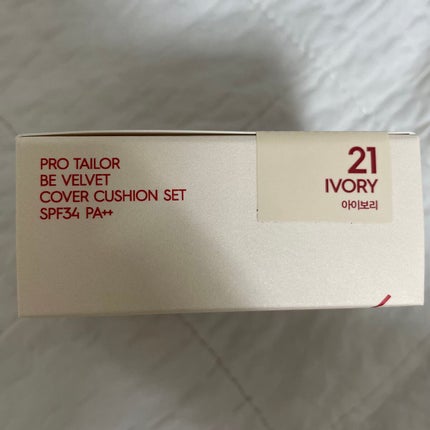 PRO TAILOR
BE VELVET
COVER CUSHION SET
SPF34 PA++
21
IVORY
아이보리